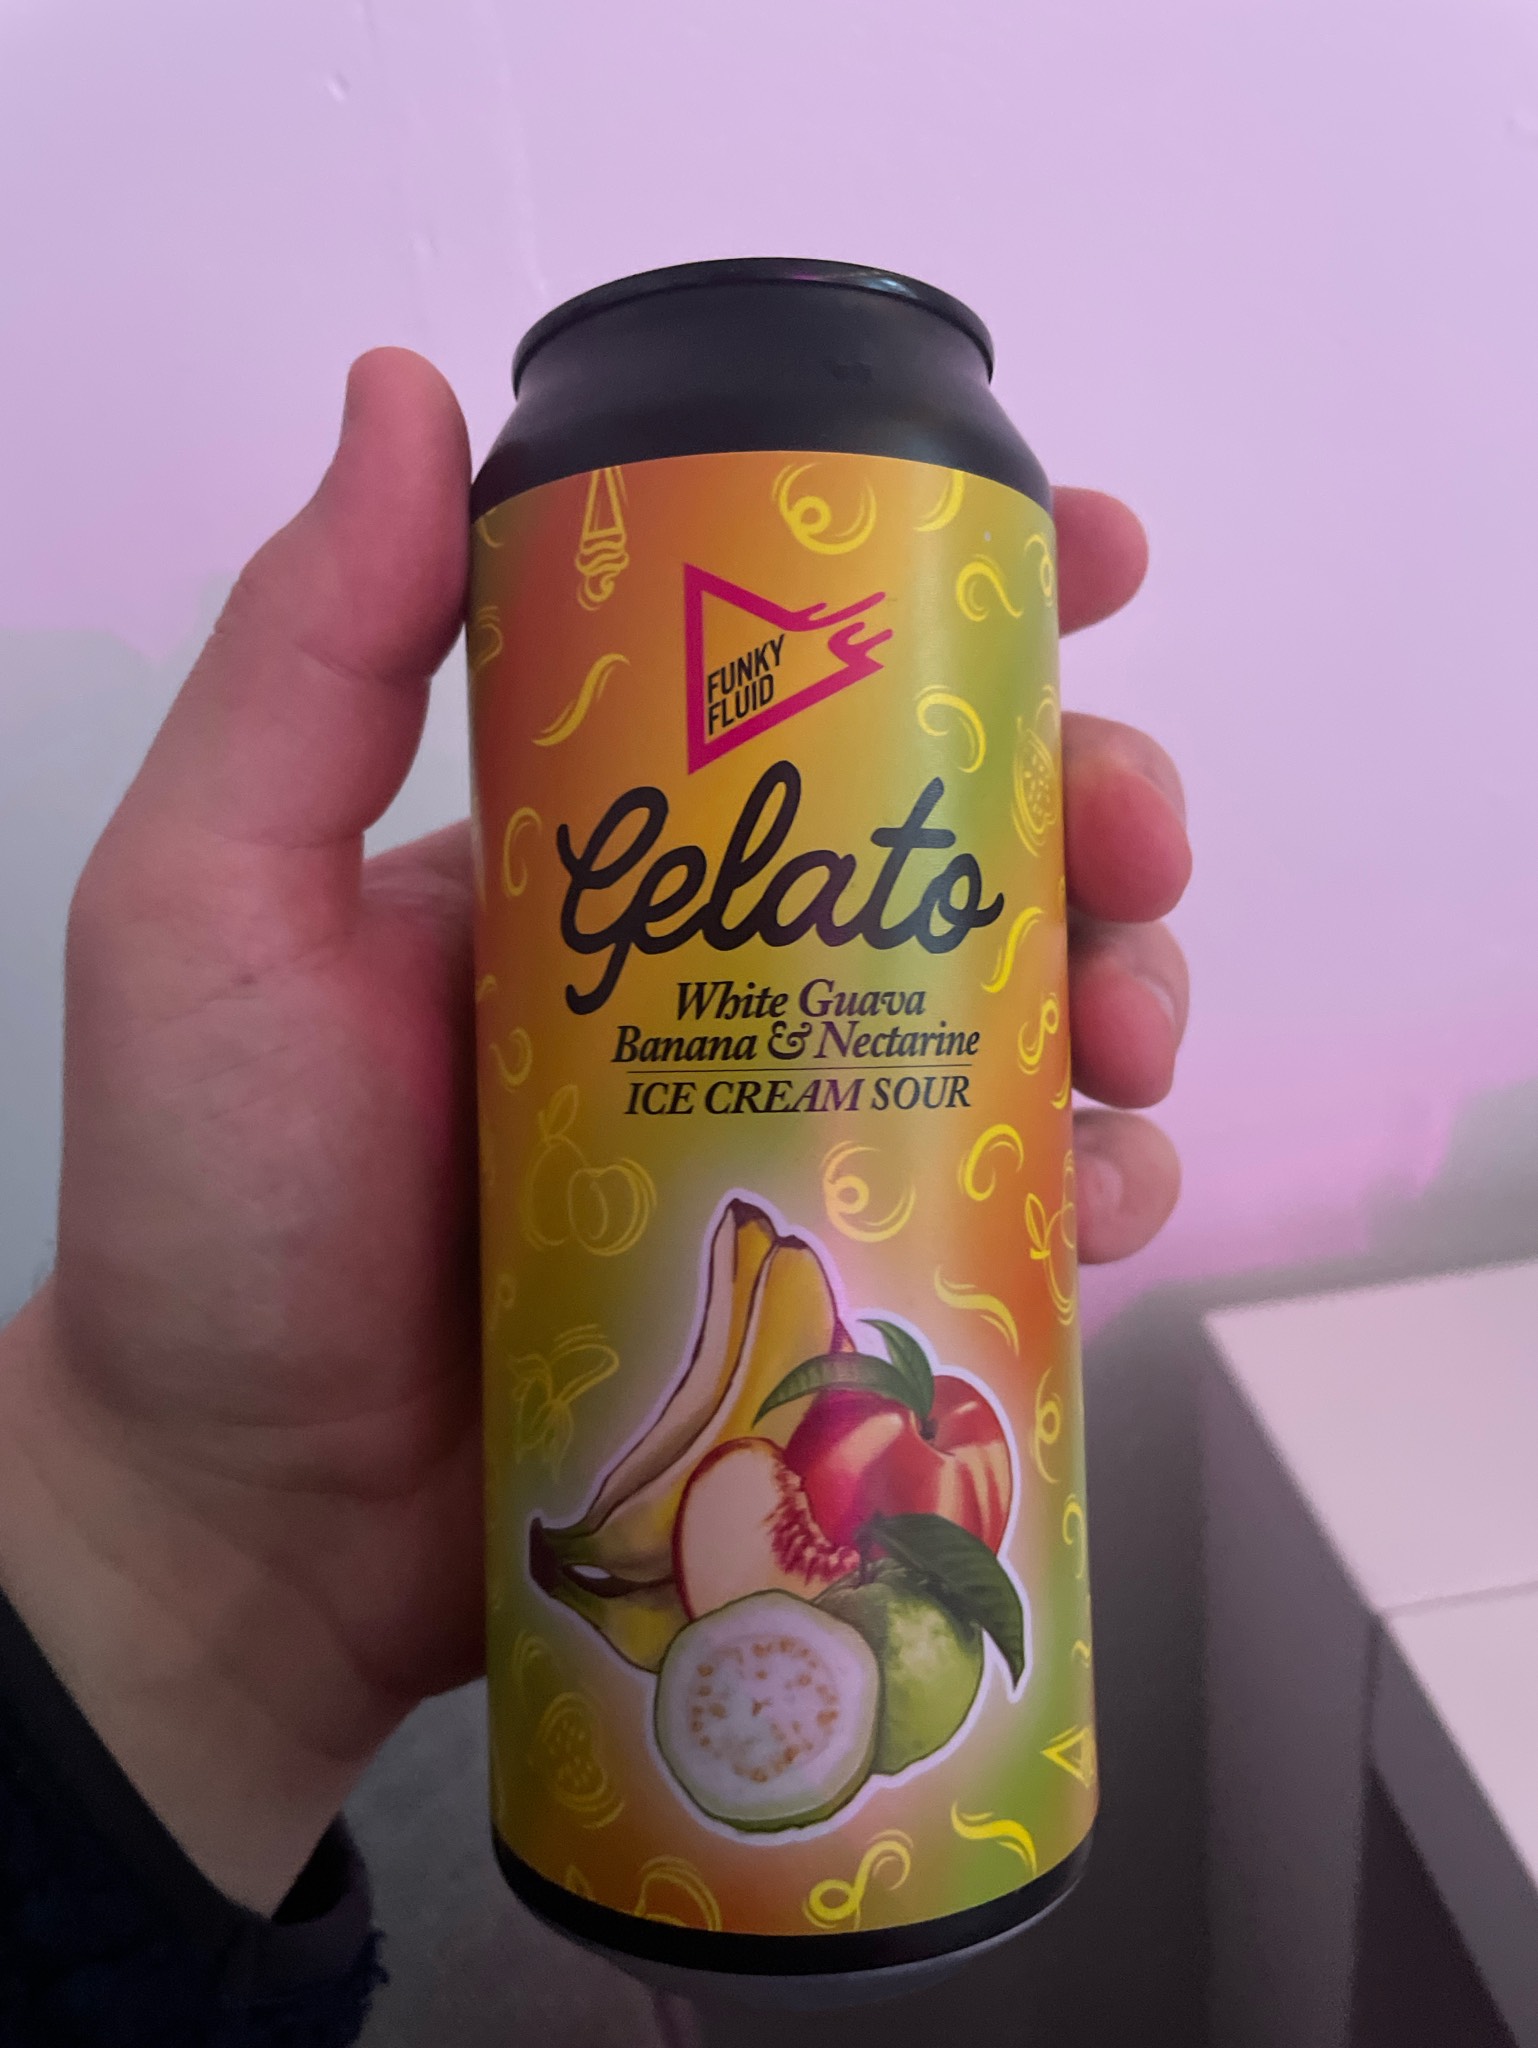 FUNKY
FLUID
Gelato
White Guava
Banana & Nectarine
ICE CREAM SOUR